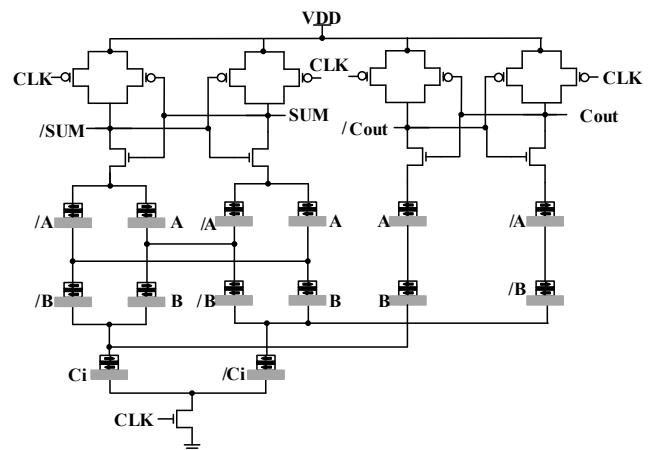 VDD
CLK
CLK
CLK
/SUM
SUM
/Cout
Cout
/A
A
/A
A
A
/A
/B
B
/B
B
B
/B
Ci
/Ci
CLK